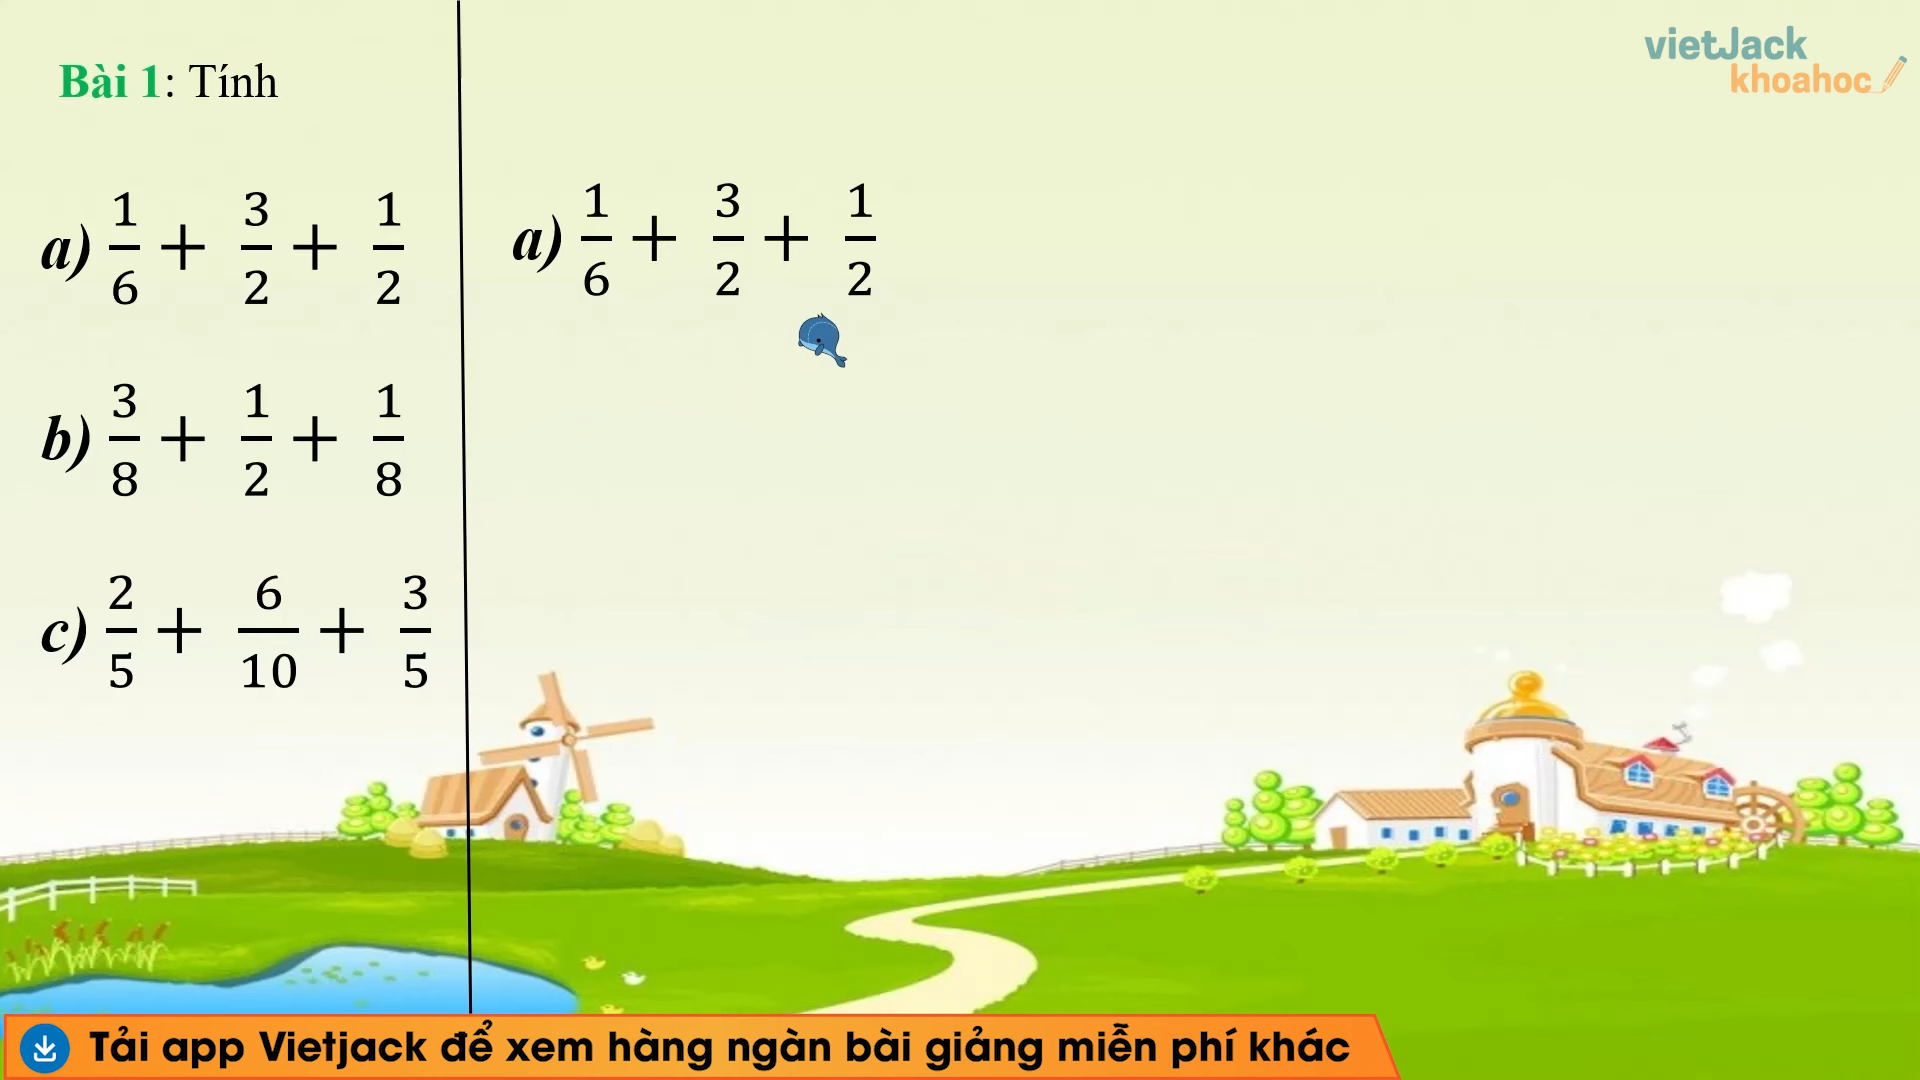 vietJack
khoahoc
Bài 1: Tính
a) 1/6 + 3/2 + 1/2
b) 3/8 + 1/2 + 1/8
c) 2/5 + 6/10 + 3/5
a) 1/6 + 3/2 + 1/2
Tải app Vietjack để xem hàng ngàn bài giảng miễn phí khác